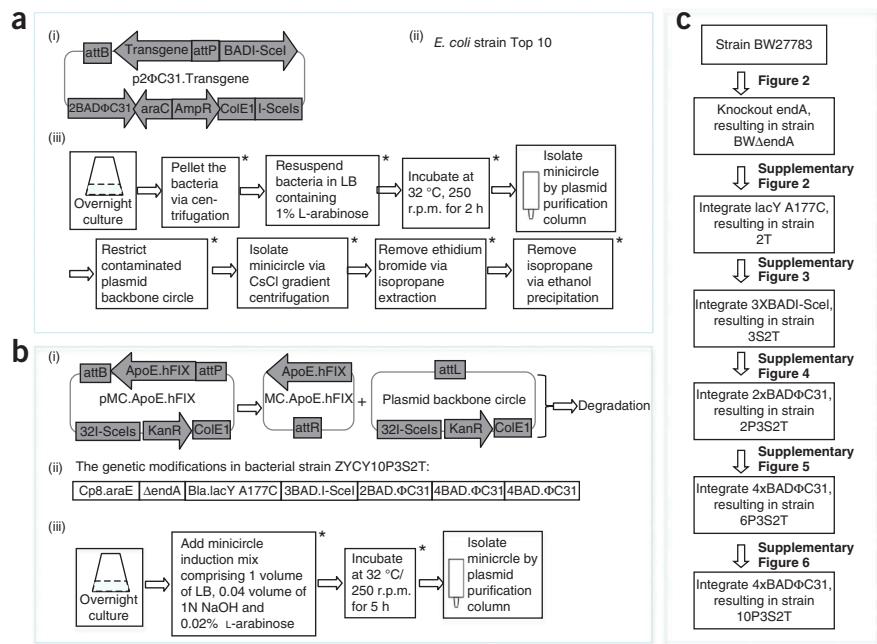 a
(i)
attB
Transgene
attP
BADI-SceI
p2ΦC31.Transgene
2BADΦC31
araC
AmpR
ColE1
I-SceIs
(ii)
E. coli strain Top 10
(iii)
Overnight
culture
Pellet the
bacteria
via cen-
trifugation
*
Resuspend
bacteria in LB
containing
1% L-arabinose
*
Incubate at
32 °C, 250
r.p.m. for 2 h
*
Isolate
minicircle
by plasmid
purification
column
Restrict
contaminated
plasmid
backbone circle
*
Isolate
minicircle via
CsCl gradient
centrifugation
*
Remove ethidium
bromide via
isopropane
extraction
*
Remove
isopropane
via ethanol
precipitation
*
b
(i)
attB
ApoE.hFIX
attP
pMC.ApoE.hFIX
32I-SceIs
KanR
ColE1
ApoE.hFIX
MC.ApoE.hFIX
attR
+
attL
Plasmid backbone circle
32I-SceIs
KanR
ColE1
Degradation
(ii) The genetic modifications in bacterial strain ZYCY10P3S2T:
Cp8.araE ΔendA Bla.lacY A177C 3BAD.I-SceI 2BAD.ΦC31 4BAD.ΦC31 4BAD.ΦC31
(iii)
Overnight
culture
Add minicircle
induction mix
comprising 1 volume
of LB, 0.04 volume of
1N NaOH and
0.02% L-arabinose
*
Incubate
at 32 °C/
250 r.p.m.
for 5 h
*
Isolate
minicrcle by
plasmid
purification
column
c
Strain BW27783
Figure 2
Knockout endA,
resulting in strain
BWΔendA
Supplementary
Figure 2
Integrate lacY A177C,
resulting in strain
2T
Supplementary
Figure 3
Integrate 3XBADI-SceI,
resulting in strain
3S2T
Supplementary
Figure 4
Integrate 2xBADΦC31,
resulting in strain
2P3S2T
Supplementary
Figure 5
Integrate 4xBADΦC31,
resulting in strain
6P3S2T
Supplementary
Figure 6
Integrate 4xBADΦC31,
resulting in strain
10P3S2T